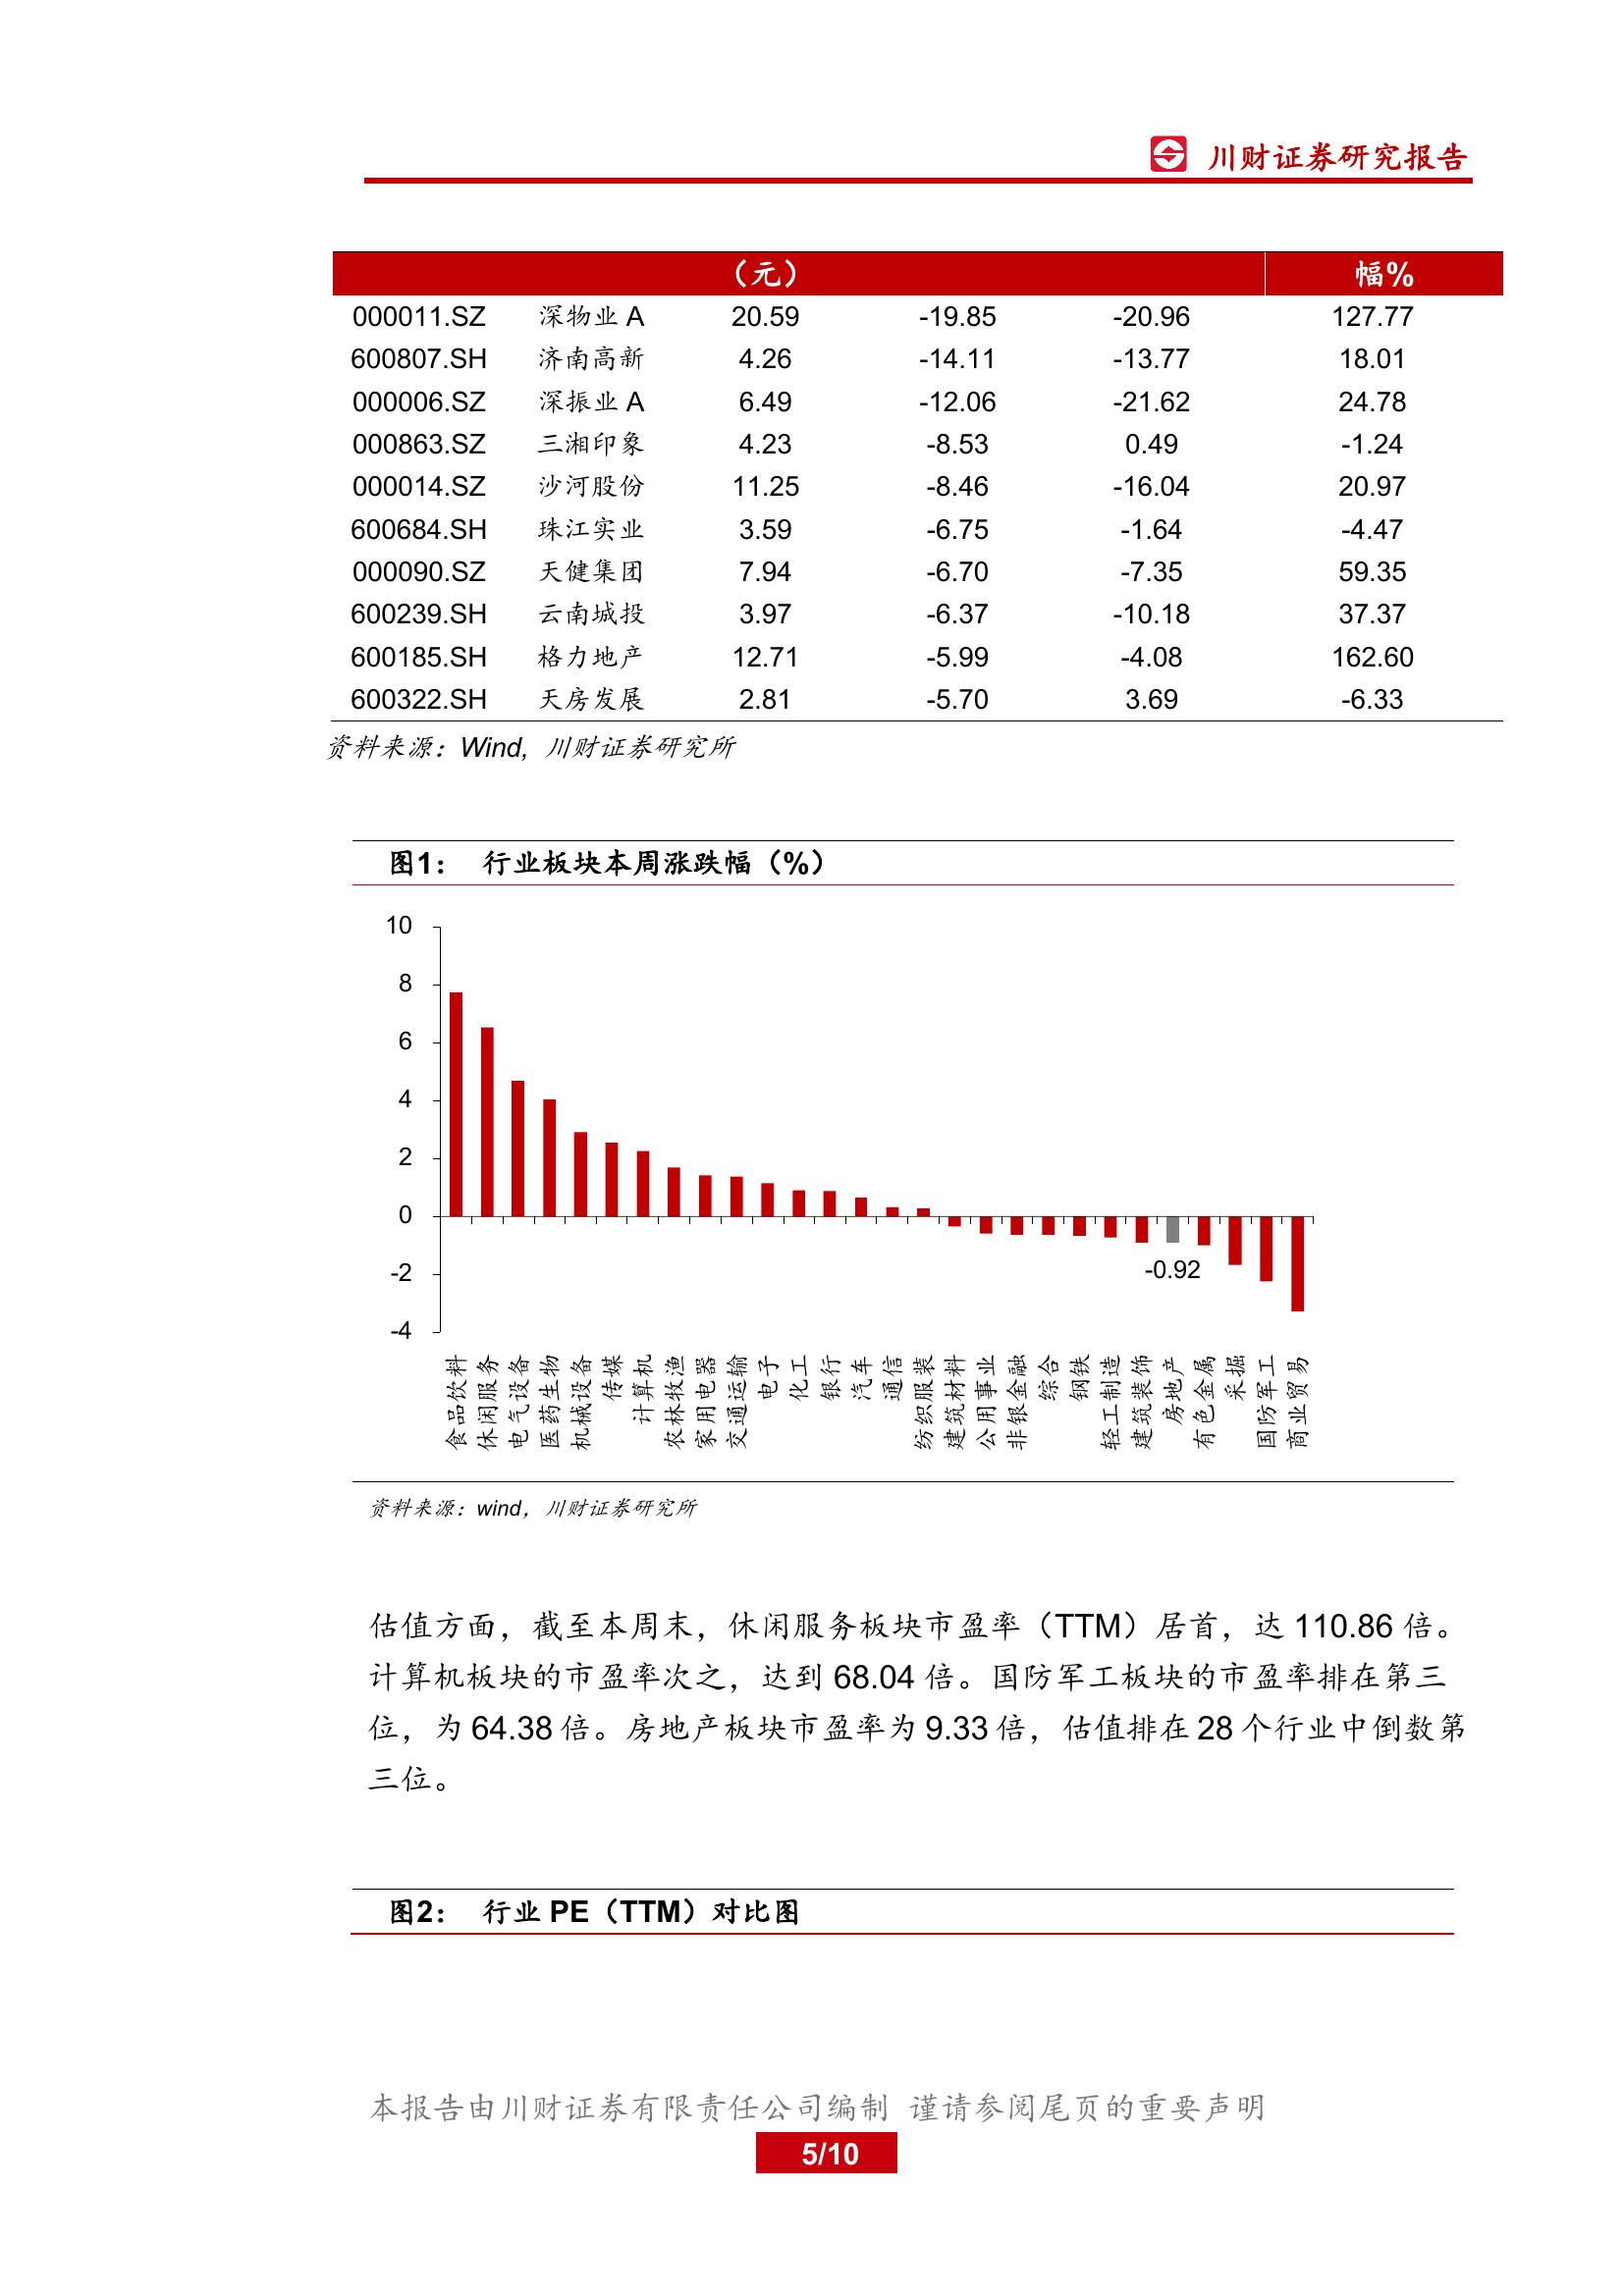 川财证券研究报告
（元） 幅%
000011.SZ 深物业 A 20.59 -19.85 -20.96 127.77
600807.SH 济南高新 4.26 -14.11 -13.77 18.01
000006.SZ 深振业 A 6.49 -12.06 -21.62 24.78
000863.SZ 三湘印象 4.23 -8.53 0.49 -1.24
000014.SZ 沙河股份 11.25 -8.46 -16.04 20.97
600684.SH 珠江实业 3.59 -6.75 -1.64 -4.47
000090.SZ 天健集团 7.94 -6.70 -7.35 59.35
600239.SH 云南城投 3.97 -6.37 -10.18 37.37
600185.SH 格力地产 12.71 -5.99 -4.08 162.60
600322.SH 天房发展 2.81 -5.70 3.69 -6.33
资料来源：Wind, 川财证券研究所
图1： 行业板块本周涨跌幅（%）
10
8
6
4
2
0
-2
-4
-0.92
食品饮料
休闲服务
电气设备
医药生物
机械设备
传媒
计算机
农林牧渔
家用电器
交通运输
电子
化工
银行
汽车
通信
纺织服装
建筑材料
公用事业
非银金融
综合
钢铁
轻工制造
建筑装饰
房地产
有色金属
采掘
国防军工
商业贸易
资料来源：wind，川财证券研究所
估值方面，截至本周末，休闲服务板块市盈率（TTM）居首，达 110.86 倍。
计算机板块的市盈率次之，达到 68.04 倍。国防军工板块的市盈率排在第三
位，为 64.38 倍。房地产板块市盈率为 9.33 倍，估值排在 28 个行业中倒数第
三位。
图2： 行业 PE（TTM）对比图
本报告由川财证券有限责任公司编制 谨请参阅尾页的重要声明
5/10